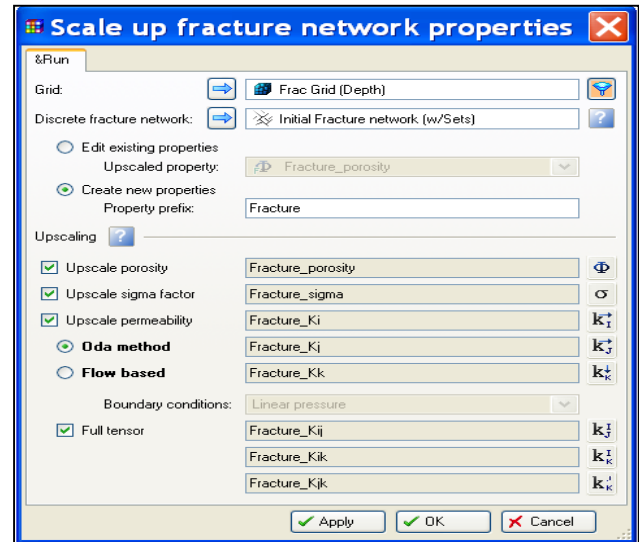 Scale up fracture network properties
&Run
Grid: Frac Grid (Depth)
Discrete fracture network: Initial Fracture network (w/Sets) ?
Edit existing properties
Upscaled property: Fracture_porosity
Create new properties
Property prefix: Fracture
Upscaling ?
Upscale porosity Fracture_porosity Φ
Upscale sigma factor Fracture_sigma σ
Upscale permeability Fracture_Ki
Oda method Fracture_Kj
Flow based Fracture_Kk
Boundary conditions: Linear pressure
Full tensor Fracture_Kij
Fracture_Kik
Fracture_Kjk
Apply OK Cancel